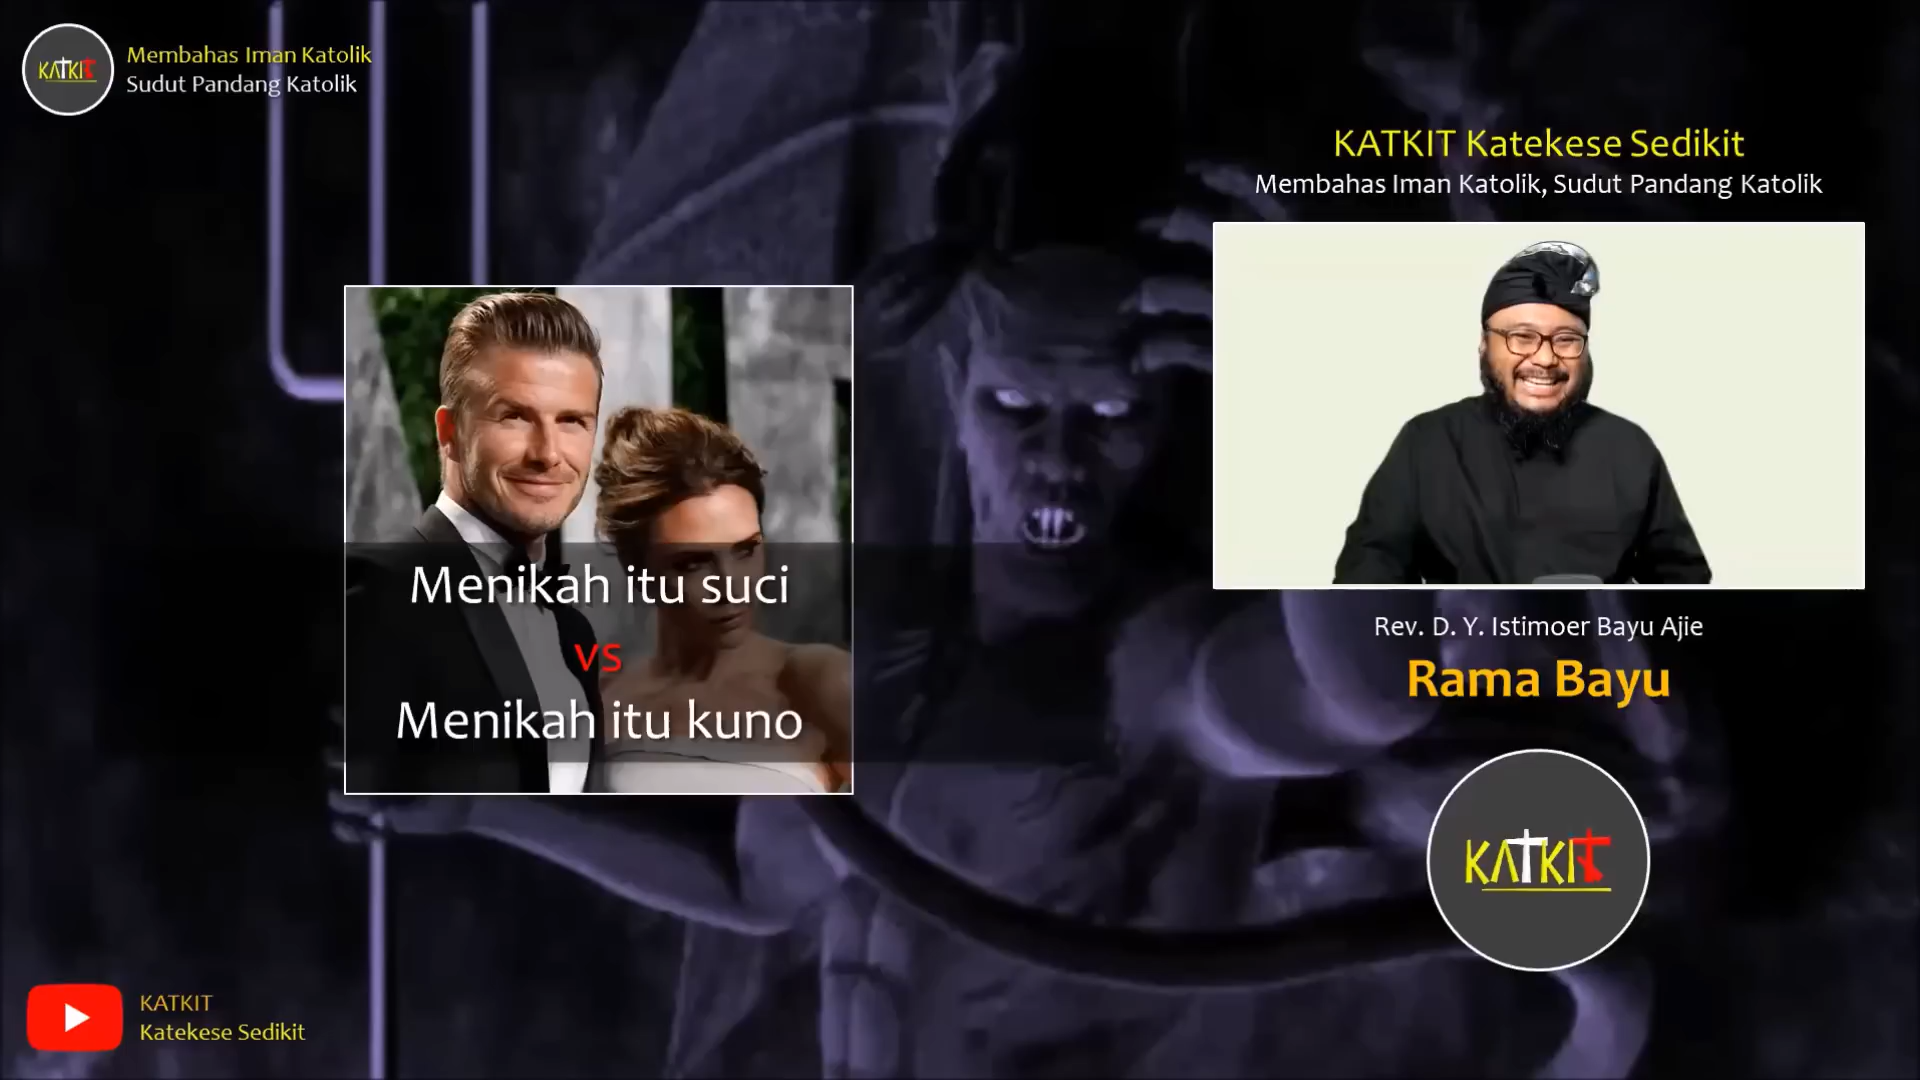 KATKIT
Membahas Iman Katolik
Sudut Pandang Katolik
KATKIT Katekese Sedikit
Membahas Iman Katolik, Sudut Pandang Katolik
Menikah itu suci
vs
Menikah itu kuno
Rev. D. Y. Istimoer Bayu Ajie
Rama Bayu
KATKIT
KATKIT
Katekese Sedikit